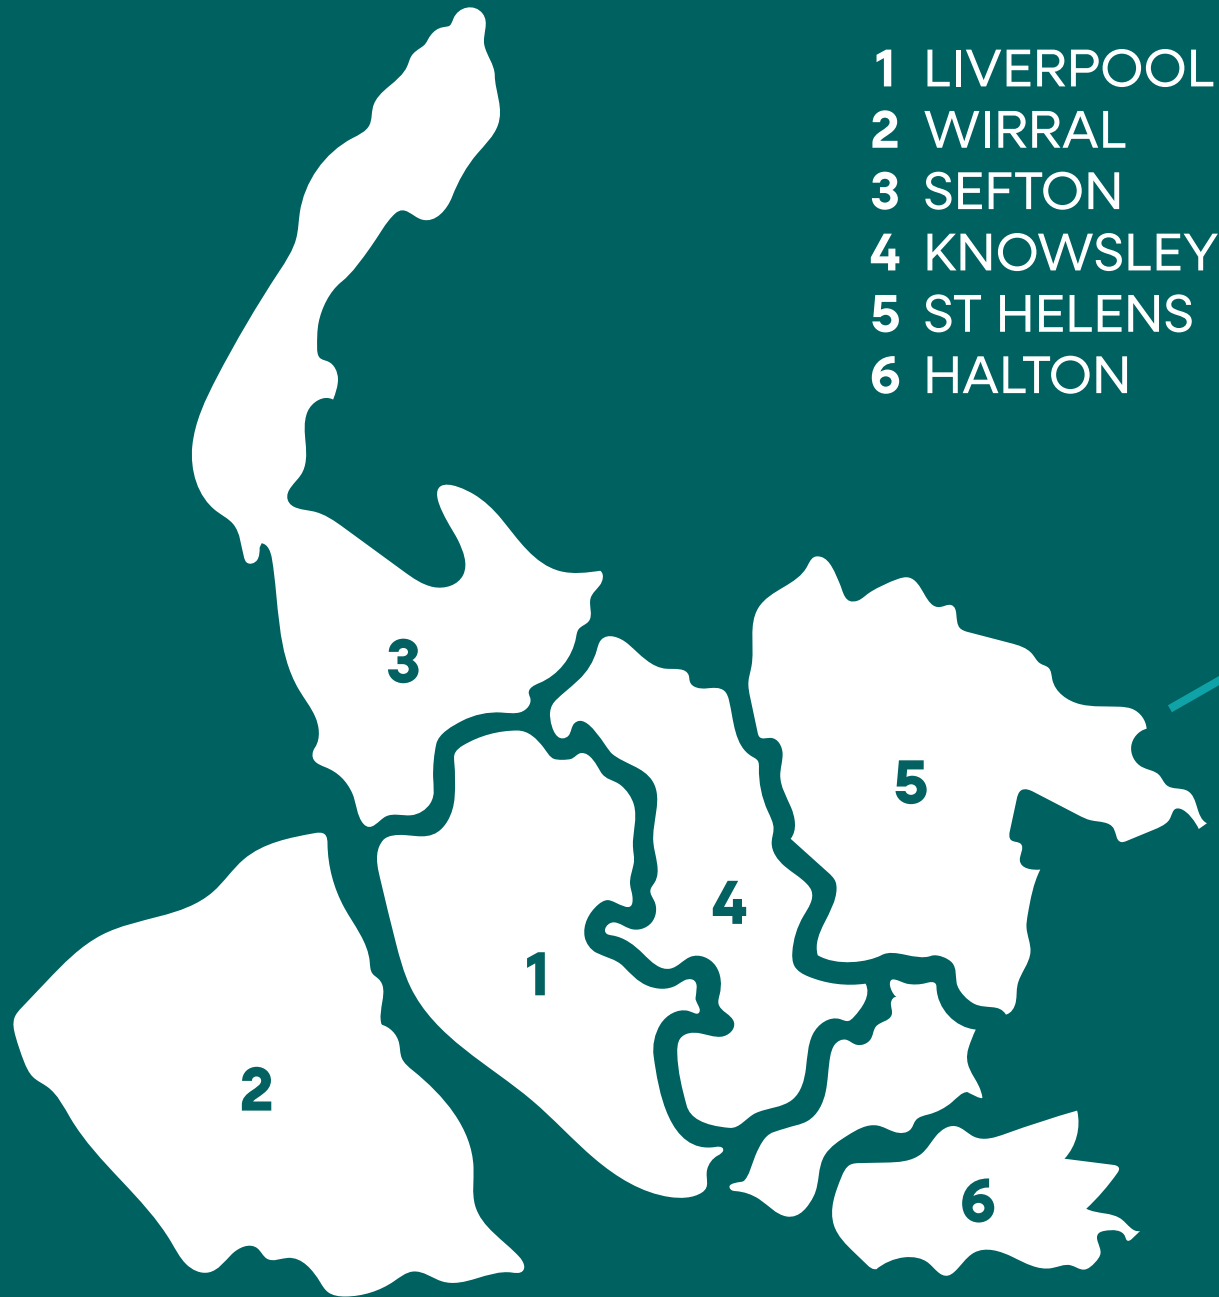 1 LIVERPOOL
2 WIRRAL
3 SEFTON
4 KNOWSLEY
5 ST HELENS
6 HALTON
3
5
4
1
2
6